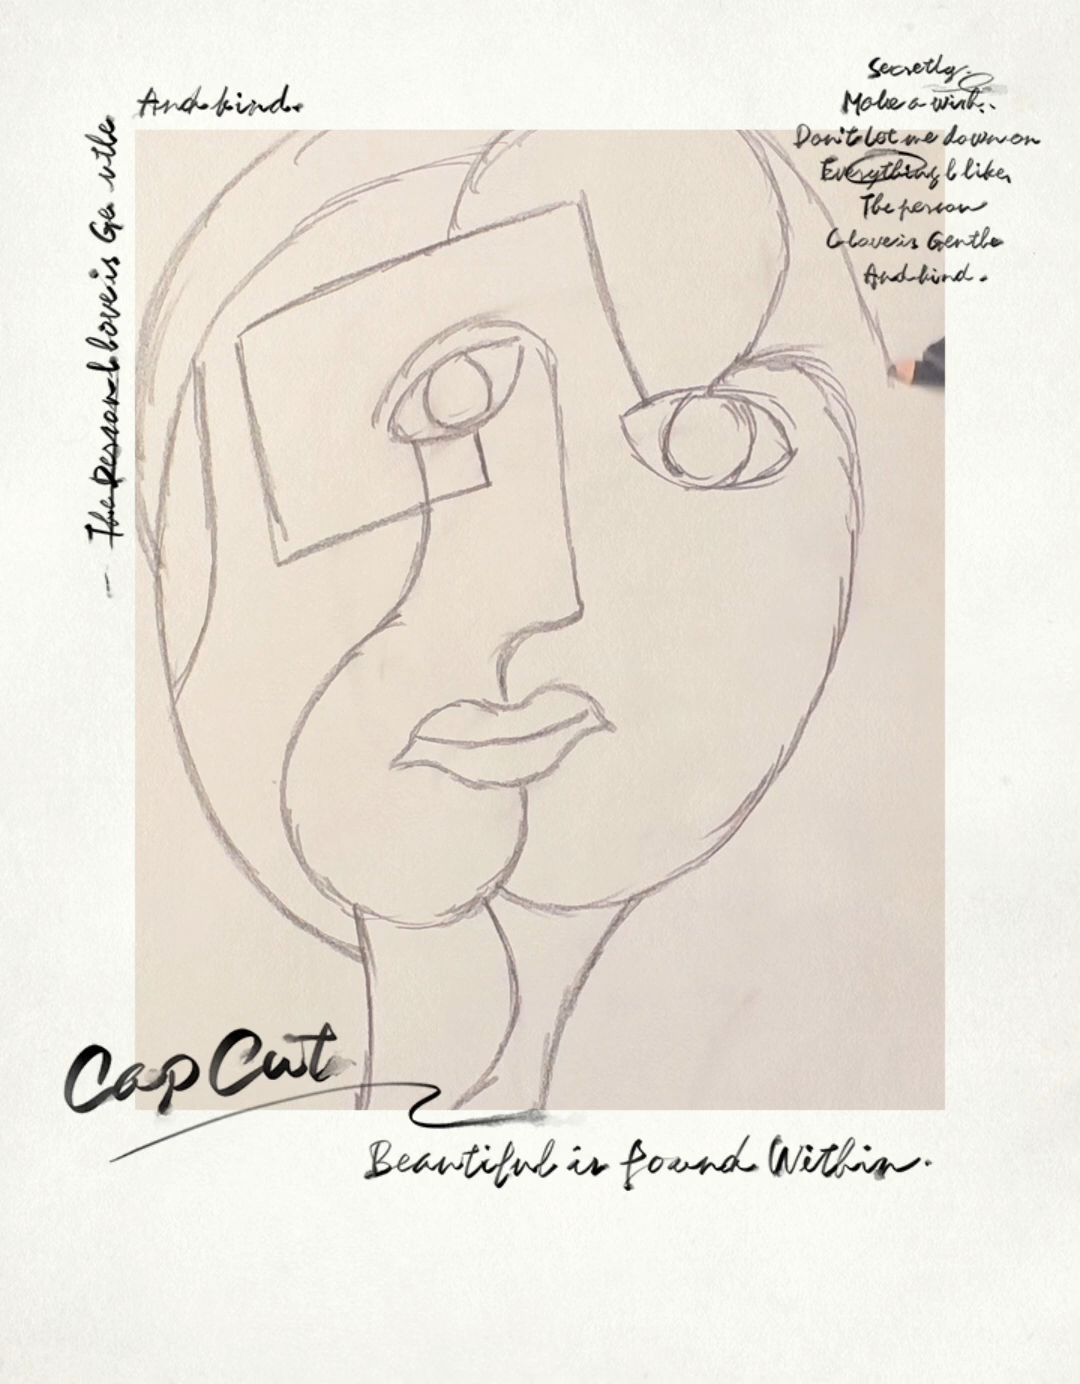 And kind.
Secretly.
Make a wish.
Don't Lot me down on
Everything I like,
The person
I love is Gentle
And kind.
— The Person I love is Gentle
CapCut
Beautiful is found Within.